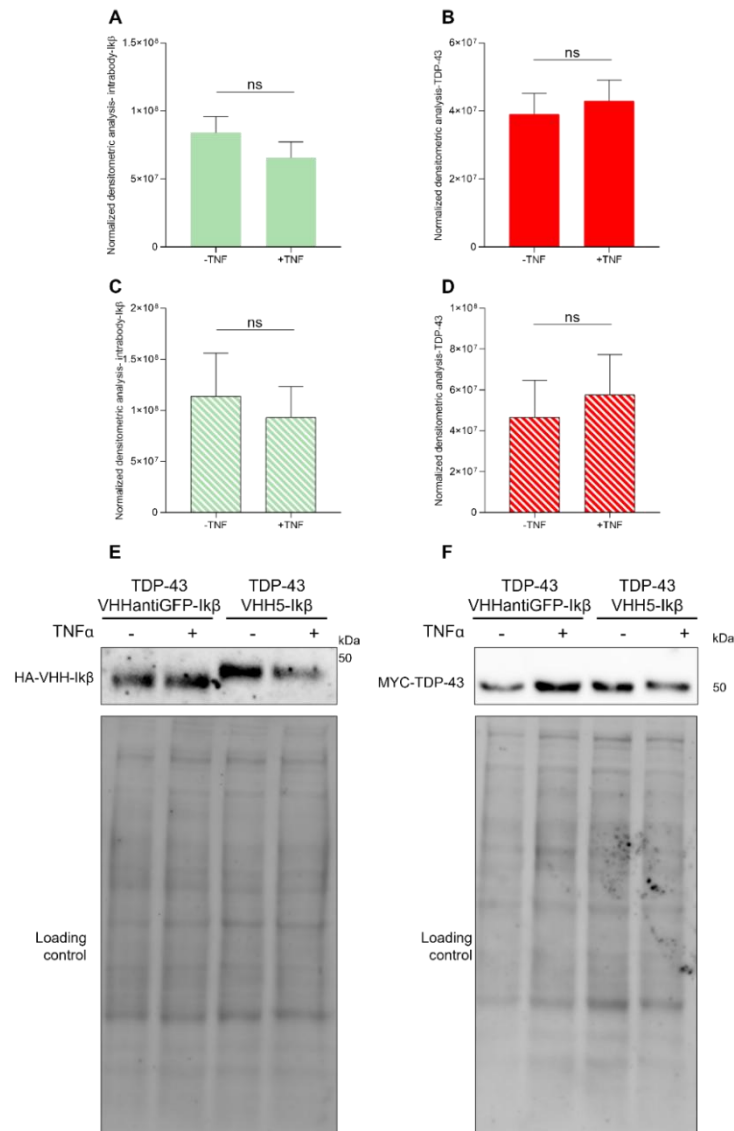 A
Normalized densitometric analysis- intrabody-Ikβ
1.5×10⁸
1×10⁸
5×10⁷
0
ns
-TNF
+TNF
B
Normalized densitometric analysis-TDP-43
6×10⁷
4×10⁷
2×10⁷
0
ns
-TNF
+TNF
C
Normalized densitometric analysis- intrabody-Ikβ
2×10⁸
1.5×10⁸
1×10⁸
5×10⁷
0
ns
-TNF
+TNF
D
Normalized densitometric analysis-TDP-43
1×10⁸
8×10⁷
6×10⁷
4×10⁷
2×10⁷
0
ns
-TNF
+TNF
E
TDP-43 TDP-43
VHHantiGFP-Ikβ VHH5-Ikβ
TNFα - + - + kDa
50
HA-VHH-Ikβ
Loading
control
F
TDP-43 TDP-43
VHHantiGFP-Ikβ VHH5-Ikβ
TNFα - + - + kDa
MYC-TDP-43 50
Loading
control